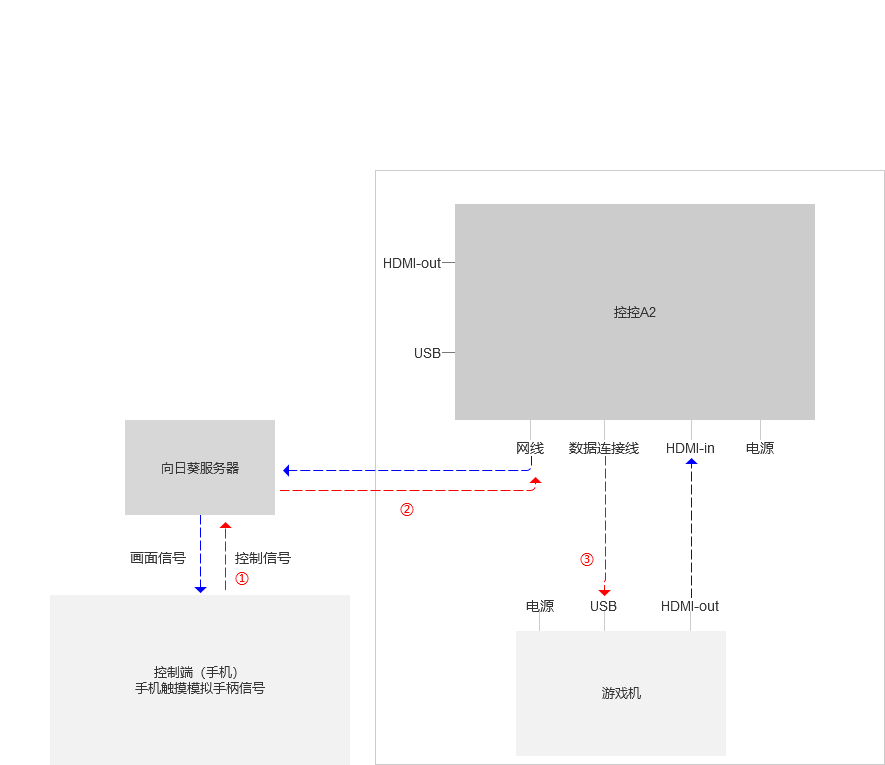 HDMI-out
控控A2
USB
网线
数据连接线
HDMI-in
电源
向日葵服务器
②
画面信号
控制信号
①
③
电源
USB
HDMI-out
控制端（手机）
手机触摸模拟手柄信号
游戏机